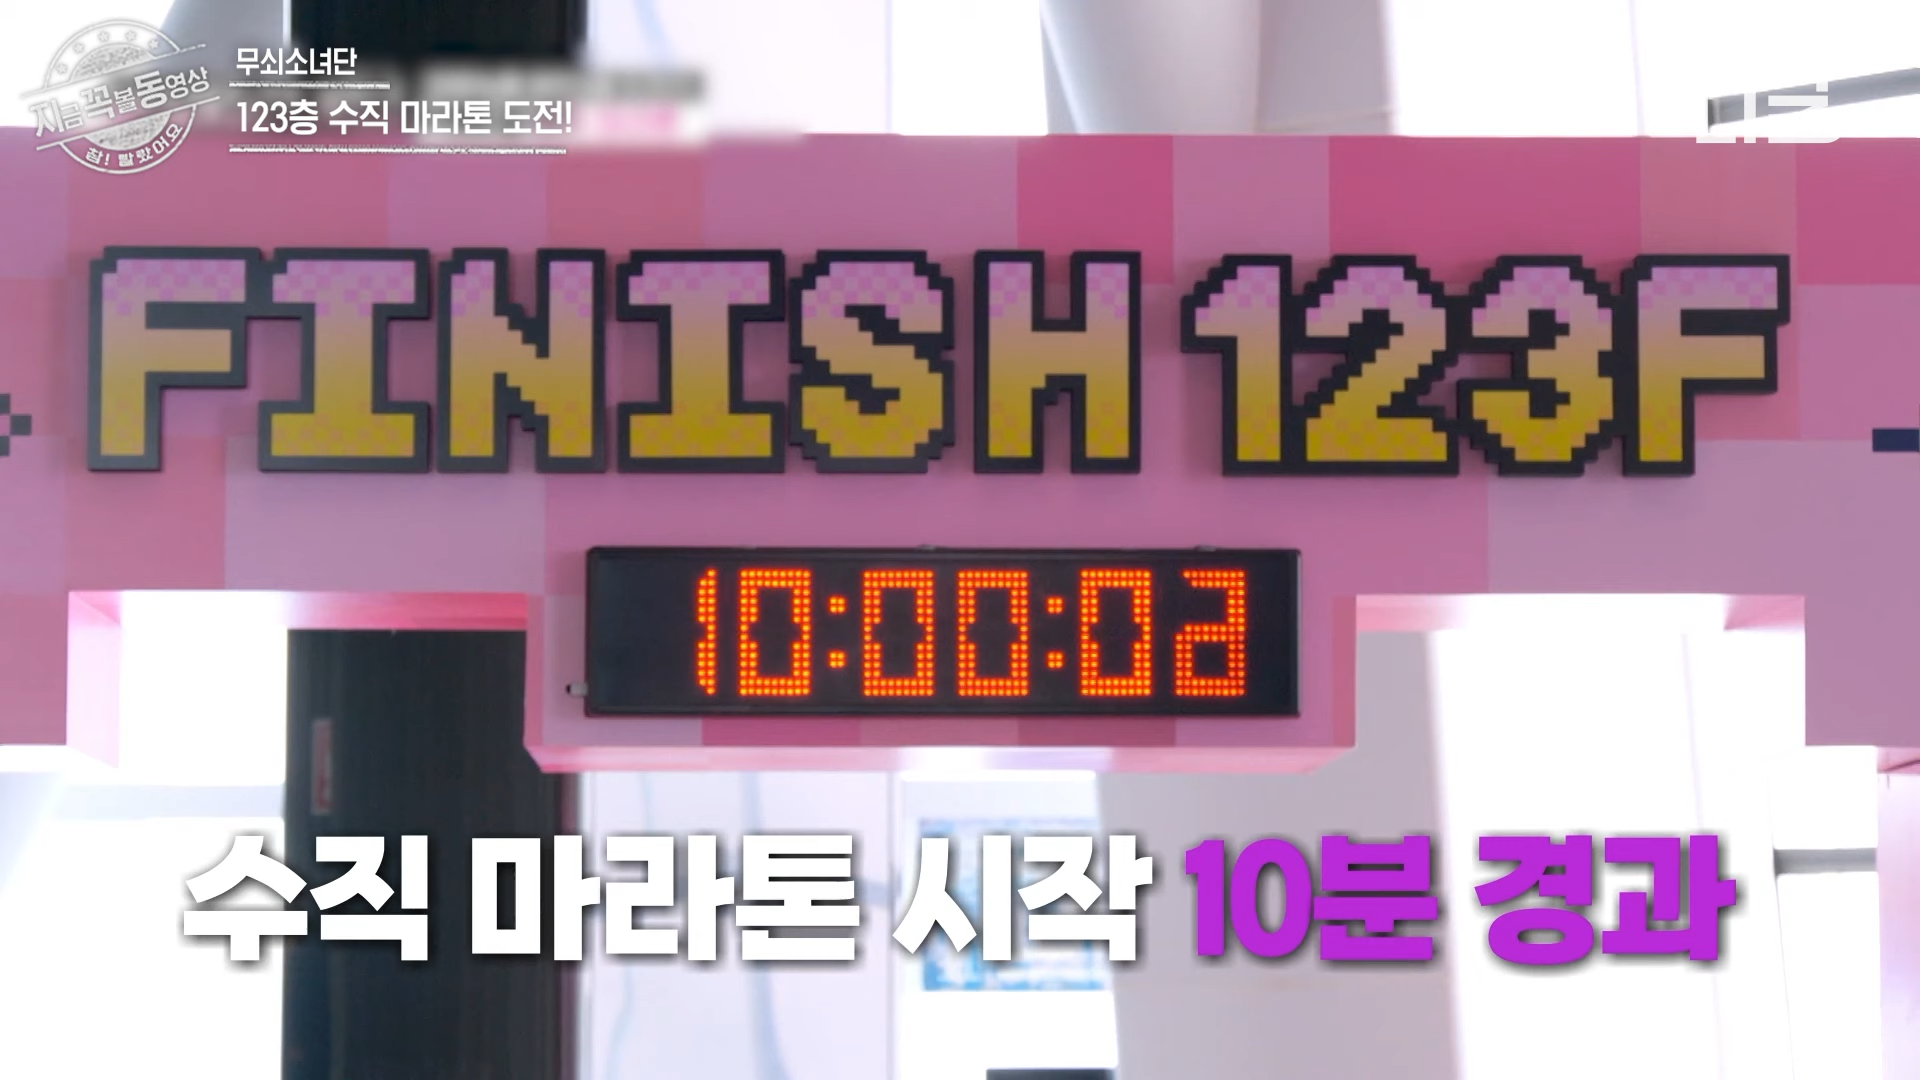 지금 꼭 볼 동영상
참! 빨랐어요
무쇠소녀단
123층 수직 마라톤 도전!
FINISH 123F
10:00:02
수직 마라톤 시작 10분 경과